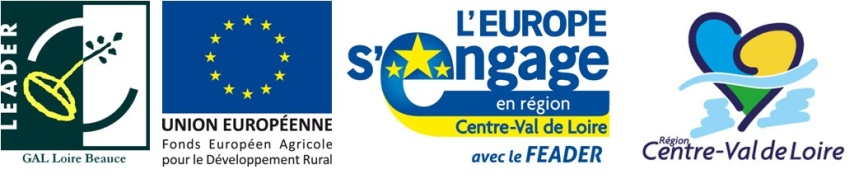 LEADER
GAL Loire Beauce
UNION EUROPÉENNE
Fonds Européen Agricole
pour le Développement Rural
L'EUROPE
s'engage
en région
Centre-Val de Loire
avec le FEADER
Région
Centre-Val de Loire